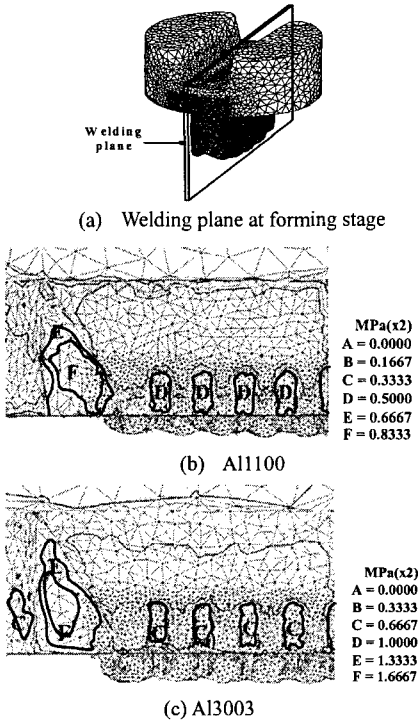 Welding
plane
(a) Welding plane at forming stage
F
D D D D
MPa(x2)
A = 0.0000
B = 0.1667
C = 0.3333
D = 0.5000
E = 0.6667
F = 0.8333
(b) Al1100
C C
MPa(x2)
A = 0.0000
B = 0.3333
C = 0.6667
D = 1.0000
E = 1.3333
F = 1.6667
(c) Al3003